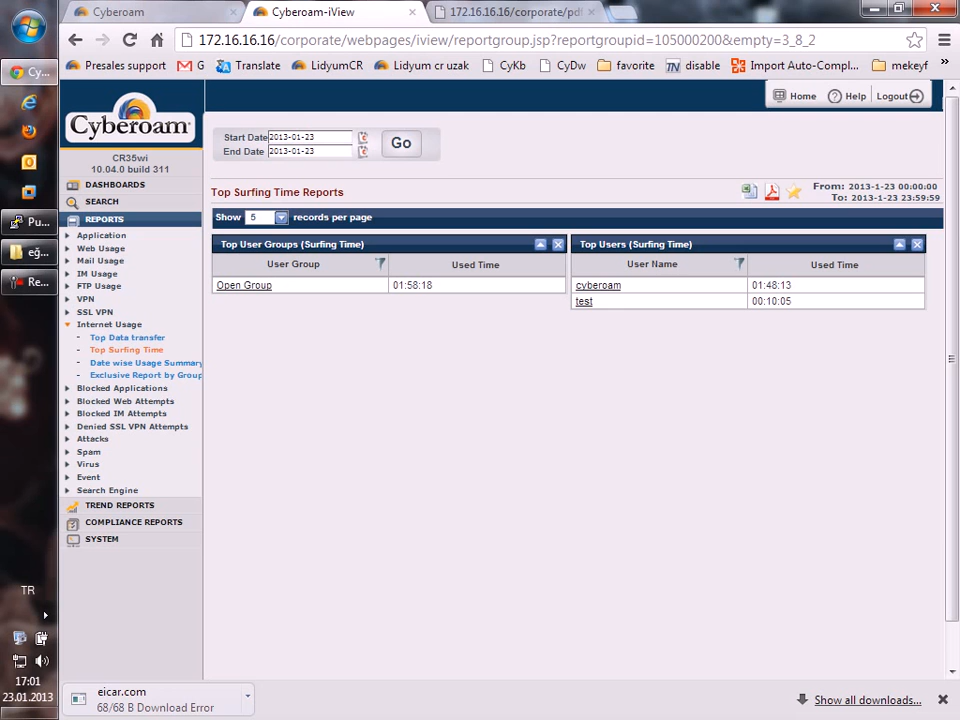 Cyberoam
Cyberoam-iView
172.16.16.16/corporate/pdf
172.16.16.16/corporate/webpages/iview/reportgroup.jsp?reportgroupid=105000200&empty=3_8_2
Presales support
G
Translate
LidyumCR
Lidyum cr uzak
CyKb
CyDw
favorite
disable
Import Auto-Compl...
mekeyf
»
Cy...
Pu...
eğ...
Re...
TR
17:01
23.01.2013
Cyberoam
CR35wi
10.04.0 build 311
DASHBOARDS
SEARCH
REPORTS
Application
Web Usage
Mail Usage
IM Usage
FTP Usage
VPN
SSL VPN
Internet Usage
- Top Data transfer
- Top Surfing Time
- Date wise Usage Summary
- Exclusive Report by Group
Blocked Applications
Blocked Web Attempts
Blocked IM Attempts
Denied SSL VPN Attempts
Attacks
Spam
Virus
Event
Search Engine
TREND REPORTS
COMPLIANCE REPORTS
SYSTEM
Home
Help
Logout
Start Date 2013-01-23
End Date 2013-01-23
Go
Top Surfing Time Reports
From: 2013-1-23 00:00:00
To: 2013-1-23 23:59:59
Show 5 records per page
Top User Groups (Surfing Time)
User Group Used Time
Open Group 01:58:18
Top Users (Surfing Time)
User Name Used Time
cyberoam 01:48:13
test 00:10:05
eicar.com
68/68 B Download Error
Show all downloads...